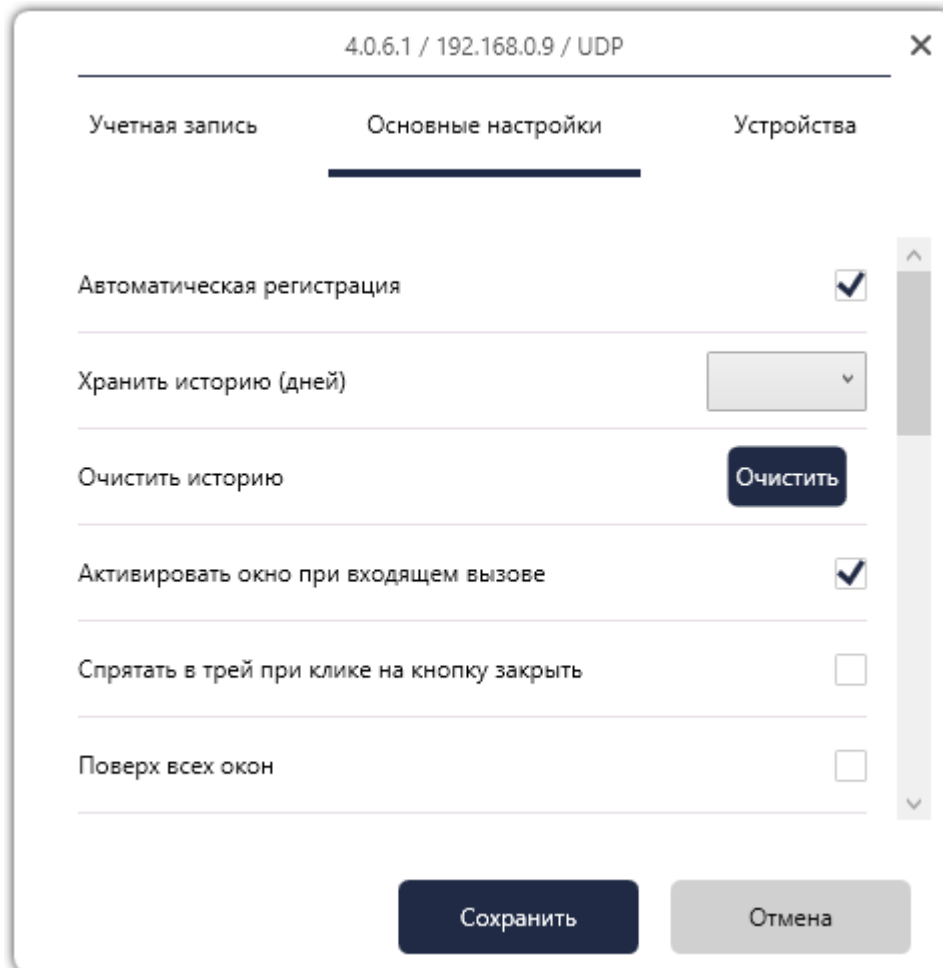 4.0.6.1 / 192.168.0.9 / UDP
Учетная запись Основные настройки Устройства
Автоматическая регистрация
Хранить историю (дней)
Очистить историю Очистить
Активировать окно при входящем вызове
Спрятать в трей при клике на кнопку закрыть
Поверх всех окон
Сохранить Отмена